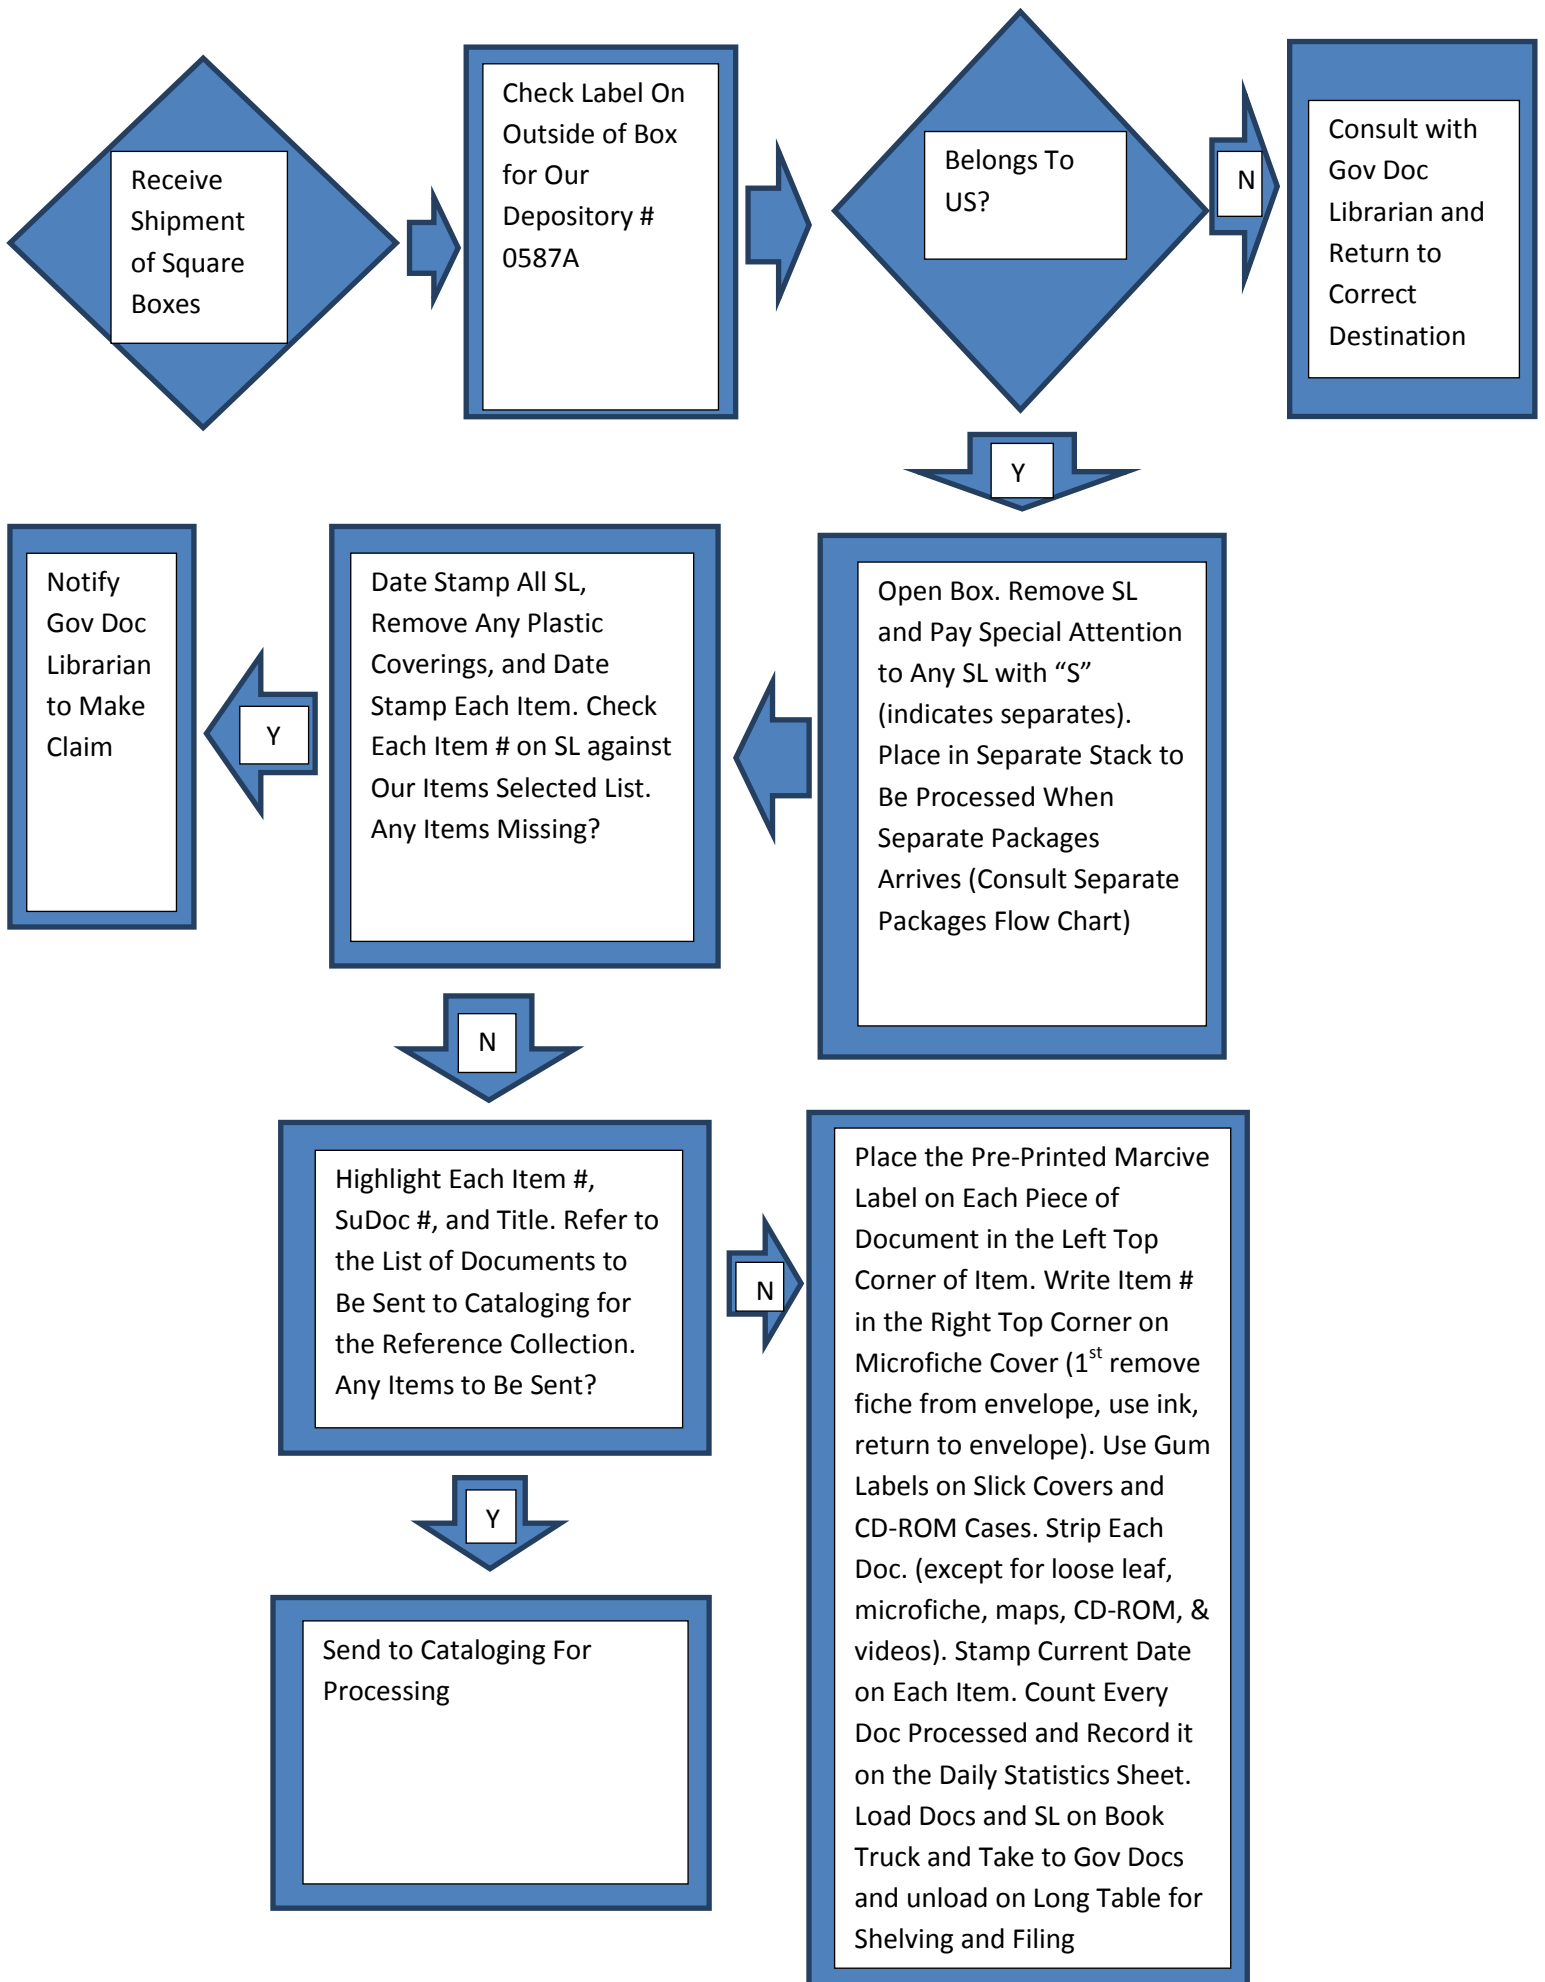 Receive
Shipment
of Square
Boxes
Check Label On
Outside of Box
for Our
Depository #
0587A
Belongs To
US?
N
Consult with
Gov Doc
Librarian and
Return to
Correct
Destination
Y
Open Box. Remove SL
and Pay Special Attention
to Any SL with “S”
(indicates separates).
Place in Separate Stack to
Be Processed When
Separate Packages
Arrives (Consult Separate
Packages Flow Chart)
Date Stamp All SL,
Remove Any Plastic
Coverings, and Date
Stamp Each Item. Check
Each Item # on SL against
Our Items Selected List.
Any Items Missing?
Y
Notify
Gov Doc
Librarian
to Make
Claim
N
Highlight Each Item #,
SuDoc #, and Title. Refer to
the List of Documents to
Be Sent to Cataloging for
the Reference Collection.
Any Items to Be Sent?
N
Place the Pre-Printed Marcive
Label on Each Piece of
Document in the Left Top
Corner of Item. Write Item #
in the Right Top Corner on
Microfiche Cover (1st remove
fiche from envelope, use ink,
return to envelope). Use Gum
Labels on Slick Covers and
CD-ROM Cases. Strip Each
Doc. (except for loose leaf,
microfiche, maps, CD-ROM, &
videos). Stamp Current Date
on Each Item. Count Every
Doc Processed and Record it
on the Daily Statistics Sheet.
Load Docs and SL on Book
Truck and Take to Gov Docs
and unload on Long Table for
Shelving and Filing
Y
Send to Cataloging For
Processing